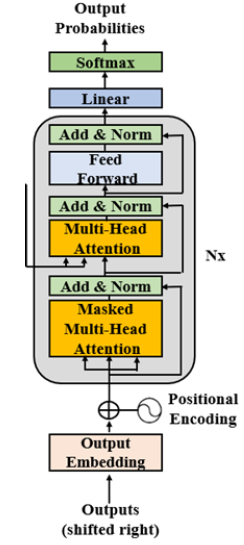 Output
Probabilities
Softmax
Linear
Add & Norm
Feed
Forward
Add & Norm
Multi-Head
Attention
Nx
Add & Norm
Masked
Multi-Head
Attention
Positional
Encoding
Output
Embedding
Outputs
(shifted right)